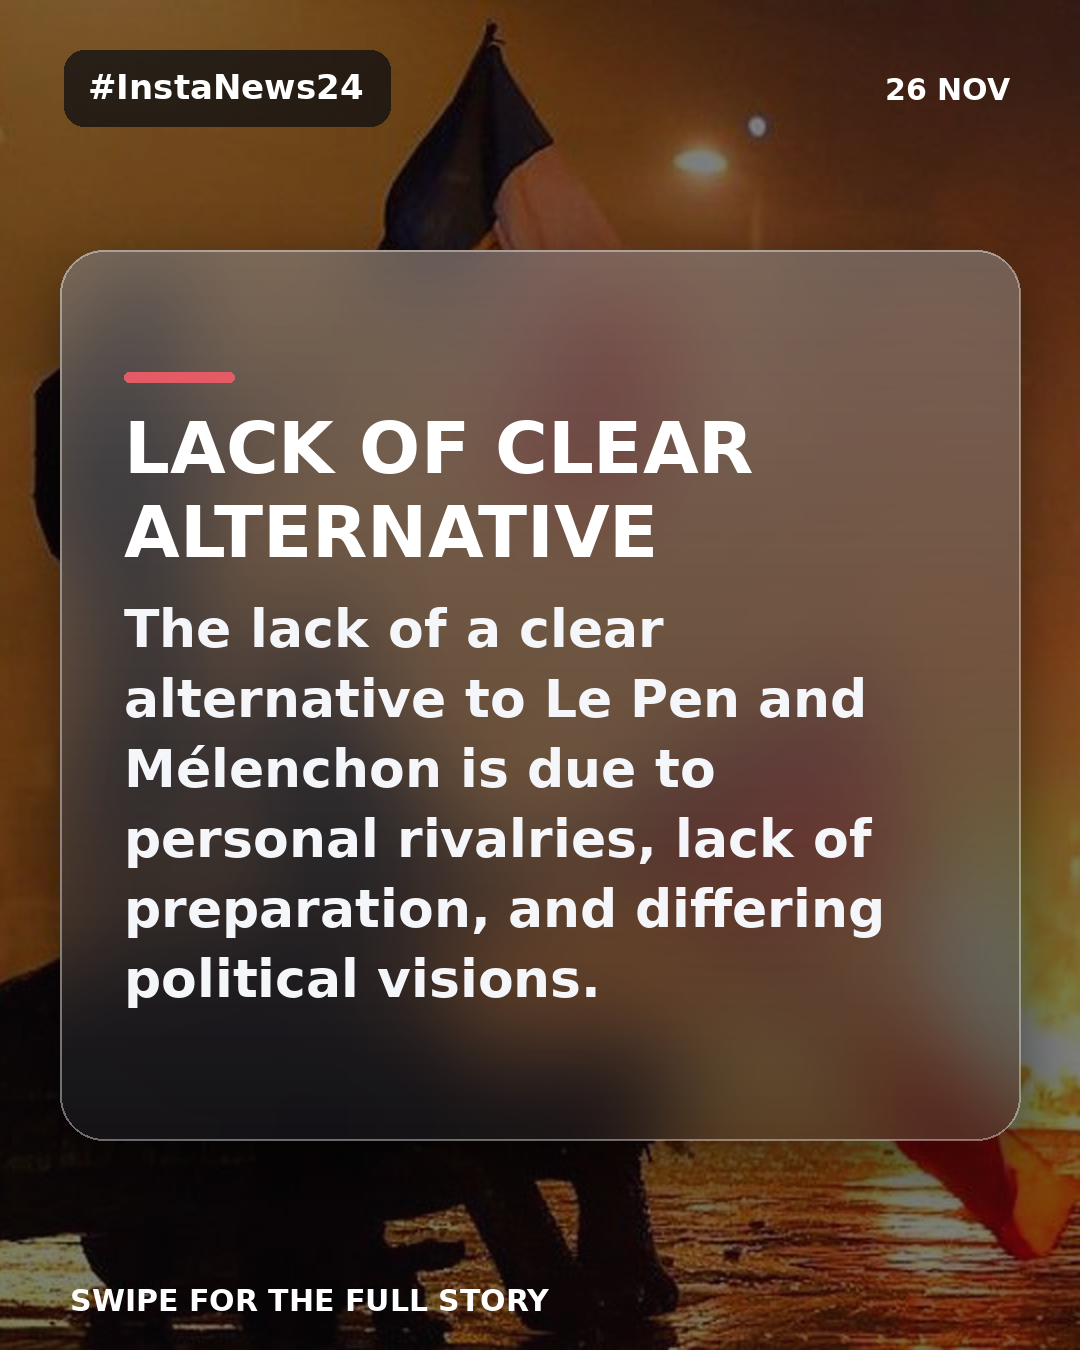 #InstaNews24
26 NOV
LACK OF CLEAR
ALTERNATIVE
The lack of a clear
alternative to Le Pen and
Mélenchon is due to
personal rivalries, lack of
preparation, and differing
political visions.
SWIPE FOR THE FULL STORY